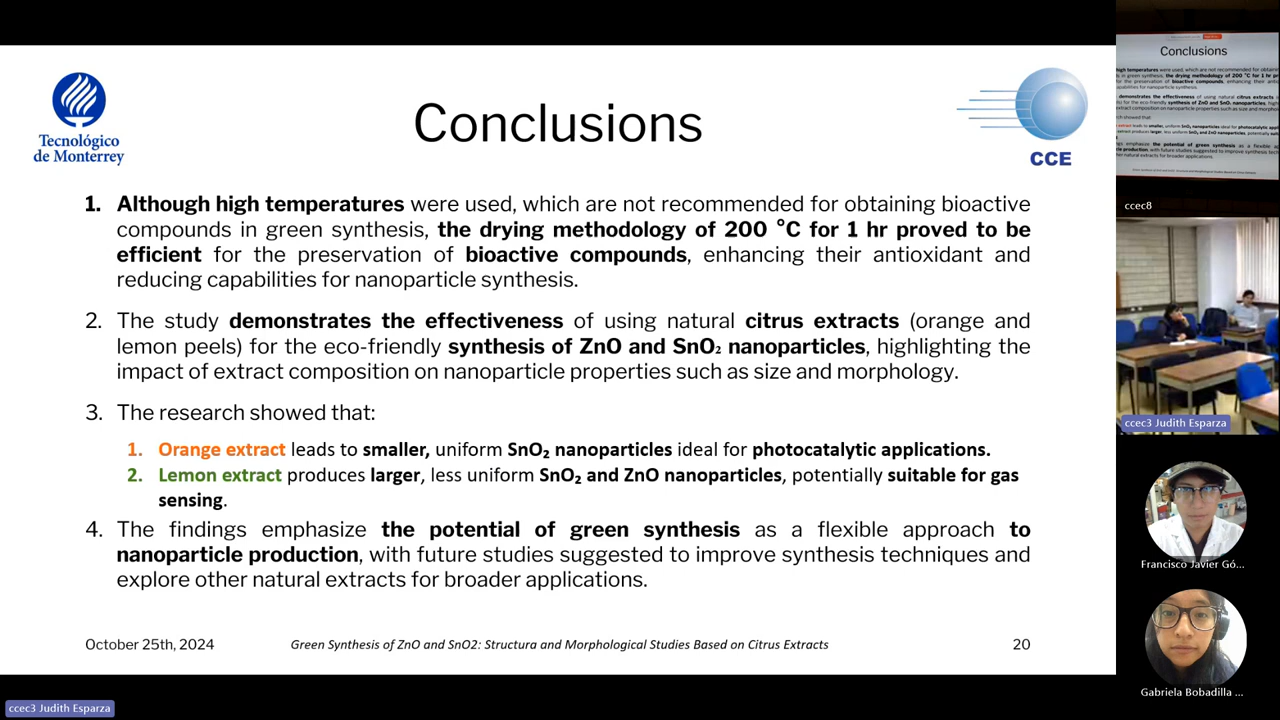 Tecnológico
de Monterrey
Conclusions
CCE
1. Although high temperatures were used, which are not recommended for obtaining bioactive
compounds in green synthesis, the drying methodology of 200 °C for 1 hr proved to be
efficient for the preservation of bioactive compounds, enhancing their antioxidant and
reducing capabilities for nanoparticle synthesis.
2. The study demonstrates the effectiveness of using natural citrus extracts (orange and
lemon peels) for the eco-friendly synthesis of ZnO and SnO₂ nanoparticles, highlighting the
impact of extract composition on nanoparticle properties such as size and morphology.
3. The research showed that:
1. Orange extract leads to smaller, uniform SnO₂ nanoparticles ideal for photocatalytic applications.
2. Lemon extract produces larger, less uniform SnO₂ and ZnO nanoparticles, potentially suitable for gas
sensing.
4. The findings emphasize the potential of green synthesis as a flexible approach to
nanoparticle production, with future studies suggested to improve synthesis techniques and
explore other natural extracts for broader applications.
October 25th, 2024
Green Synthesis of ZnO and SnO2: Structura and Morphological Studies Based on Citrus Extracts
20
ccec3 Judith Esparza
Conclusions
ccec8
ccec3 Judith Esparza
Francisco Javier Gó...
Gabriela Bobadilla ...